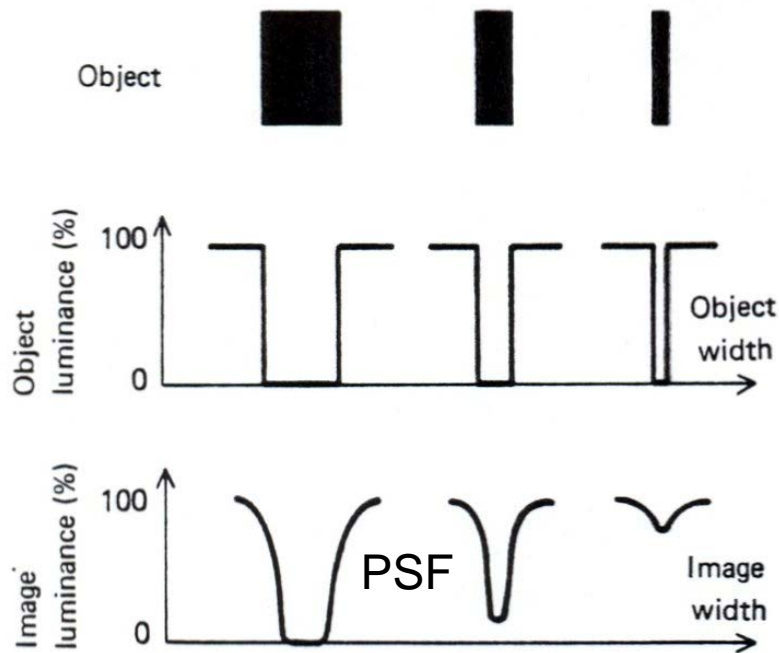 Object
Object
luminance (%)
100
0
Object
width
Image
luminance (%)
100
0
PSF
Image
width